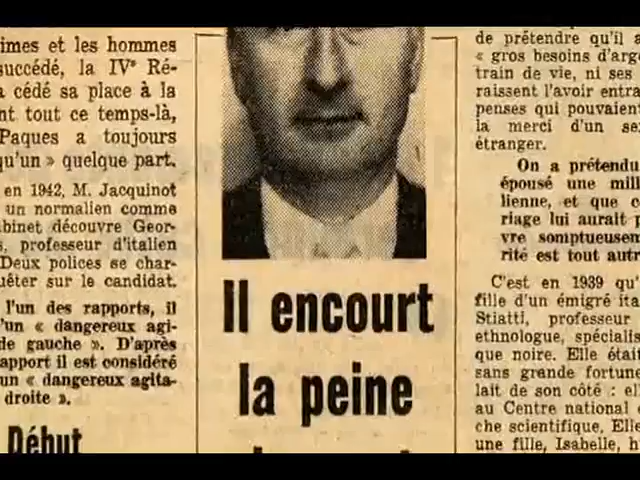 imes et les hommes
succédé, la IVe Ré-
a cédé sa place à la
nt tout ce temps-là,
Paques a toujours
qu'un » quelque part.
en 1942, M. Jacquinot
un normalien comme
binet découvre Geor-
s, professeur d'italien
Deux polices se char-
uêter sur le candidat.
l'un des rapports, il
'un « dangereux agi-
de gauche ». D'après
apport il est considéré
un « dangereux agita-
droite ».
Début
Il encourt
la peine
de prétendre qu'il a
« gros besoins d'arge
train de vie, ni ses
raissent l'avoir entra
penses qui pouvaient
la merci d'un se
étranger.
On a prétendu
épousé une mill
lienne, et que c
riage lui aurait p
vre somptueusem
rité est tout autr
C'est en 1939 qu'
fille d'un émigré ita
Stiatti, professeur
ethnologue, spécialis
que noire. Elle était
sans grande fortune
lait de son côté : ell
au Centre national d
che scientifique. Elle
une fille, Isabelle, h